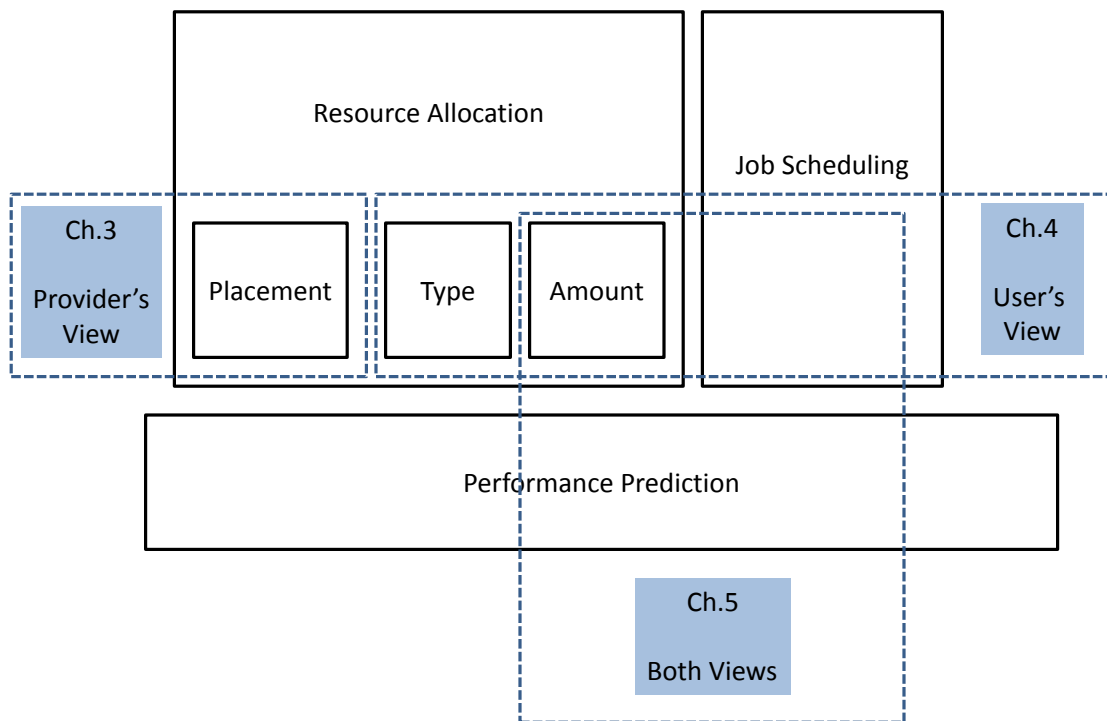 Resource Allocation
Job Scheduling
Ch.3
Provider’s
View
Placement
Type
Amount
Ch.4
User’s
View
Performance Prediction
Ch.5
Both Views